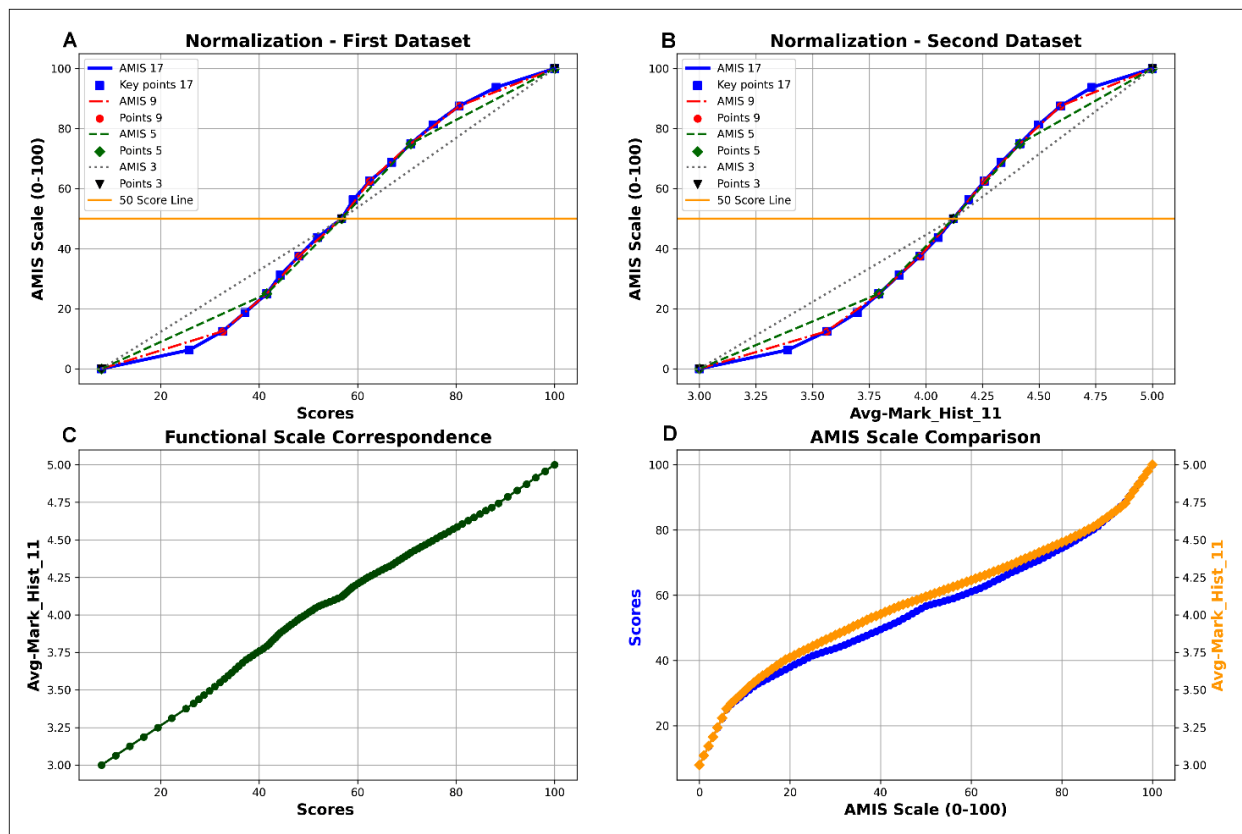 A
Normalization - First Dataset
AMIS Scale (0-100)
100
80
60
40
20
0
AMIS 17
Key points 17
AMIS 9
Points 9
AMIS 5
Points 5
AMIS 3
Points 3
50 Score Line
20
40
60
80
100
Scores
B
Normalization - Second Dataset
AMIS Scale (0-100)
100
80
60
40
20
0
AMIS 17
Key points 17
AMIS 9
Points 9
AMIS 5
Points 5
AMIS 3
Points 3
50 Score Line
3.00
3.25
3.50
3.75
4.00
4.25
4.50
4.75
5.00
Avg-Mark_Hist_11
C
Functional Scale Correspondence
Avg-Mark_Hist_11
5.00
4.75
4.50
4.25
4.00
3.75
3.50
3.25
3.00
20
40
60
80
100
Scores
D
AMIS Scale Comparison
Scores
100
80
60
40
20
5.00
4.75
4.50
4.25
4.00
3.75
3.50
3.25
3.00
Avg-Mark_Hist_11
0
20
40
60
80
100
AMIS Scale (0-100)